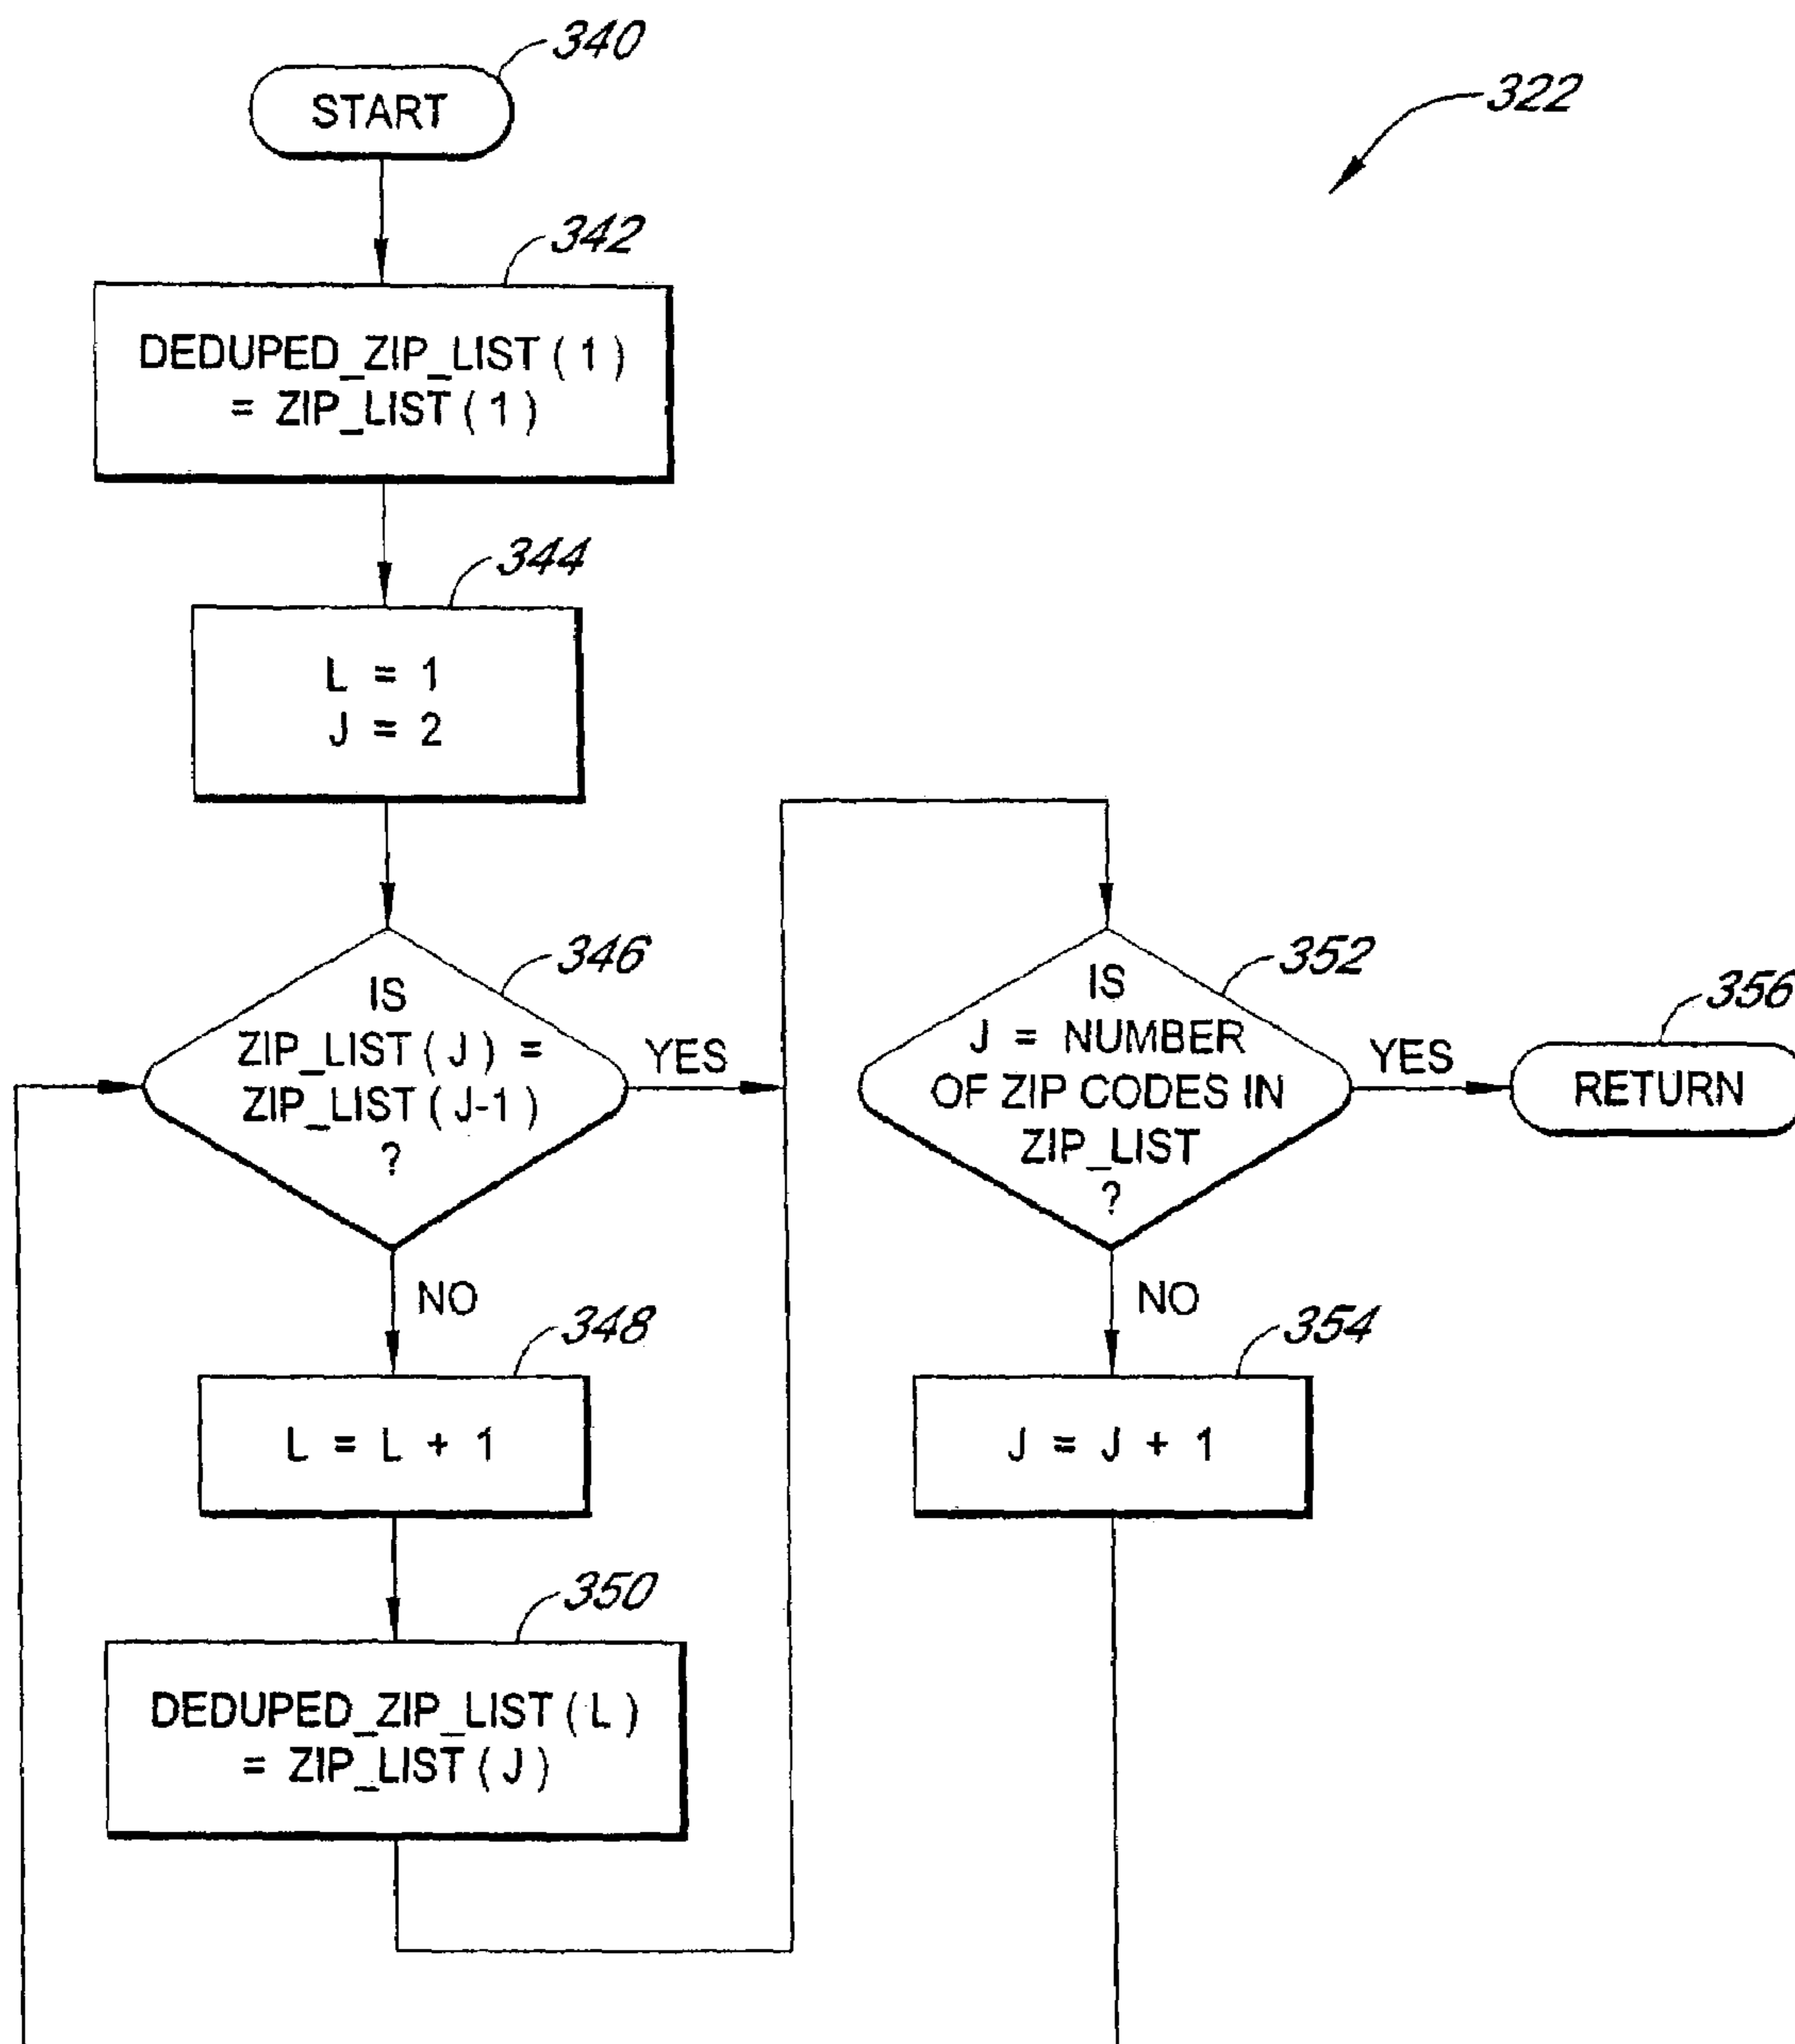 340
START
322
342
DEDUPED_ZIP_LIST ( 1 )
= ZIP_LIST ( 1 )
344
L = 1
J = 2
346
IS
ZIP_LIST ( J ) =
ZIP_LIST ( J-1 )
?
YES
NO
348
L = L + 1
350
DEDUPED_ZIP_LIST ( L )
= ZIP_LIST ( J )
352
IS
J = NUMBER
OF ZIP CODES IN
ZIP_LIST
?
YES
356
RETURN
NO
354
J = J + 1